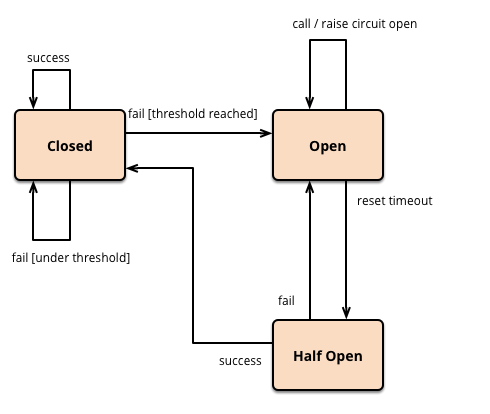 call / raise circuit open
success
fail [threshold reached]
Closed
Open
reset timeout
fail [under threshold]
fail
Half Open
success